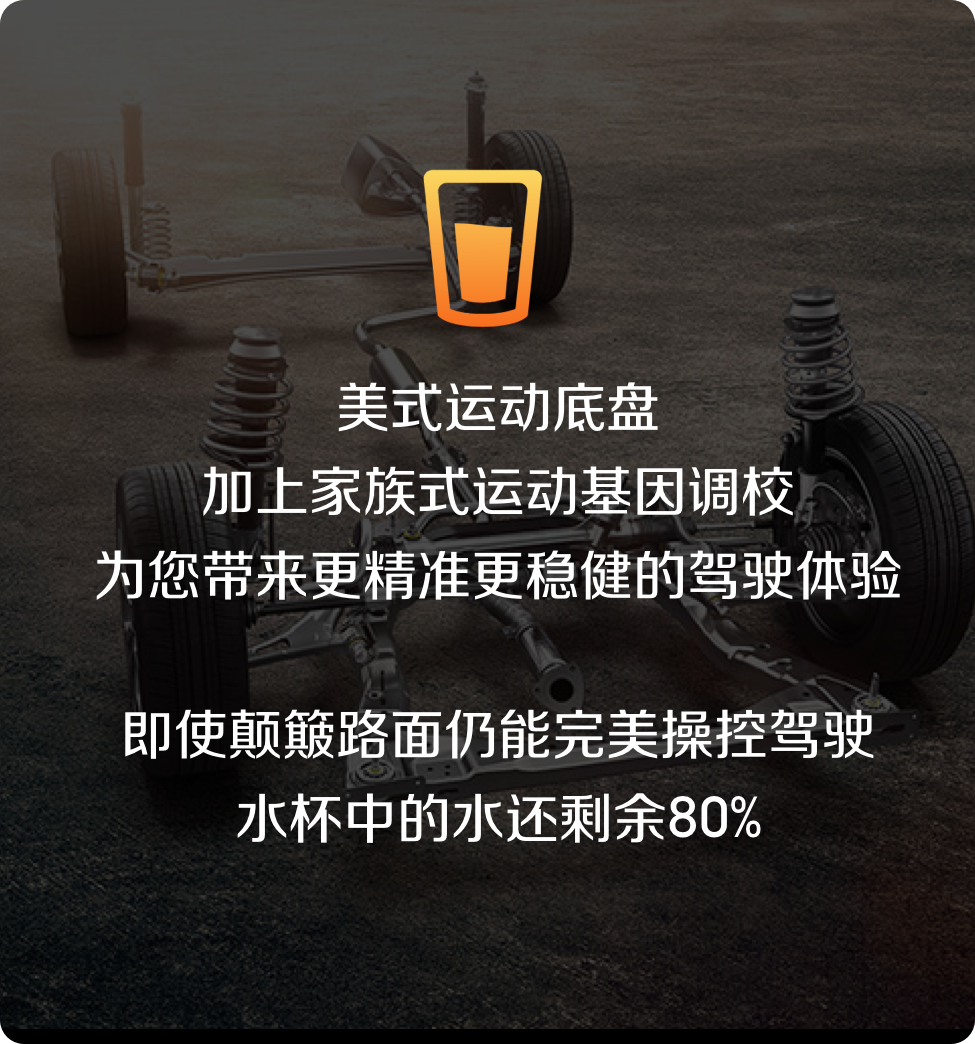 美式运动底盘
加上家族式运动基因调校
为您带来更精准更稳健的驾驶体验
即使颠簸路面仍能完美操控驾驶
水杯中的水还剩余80%